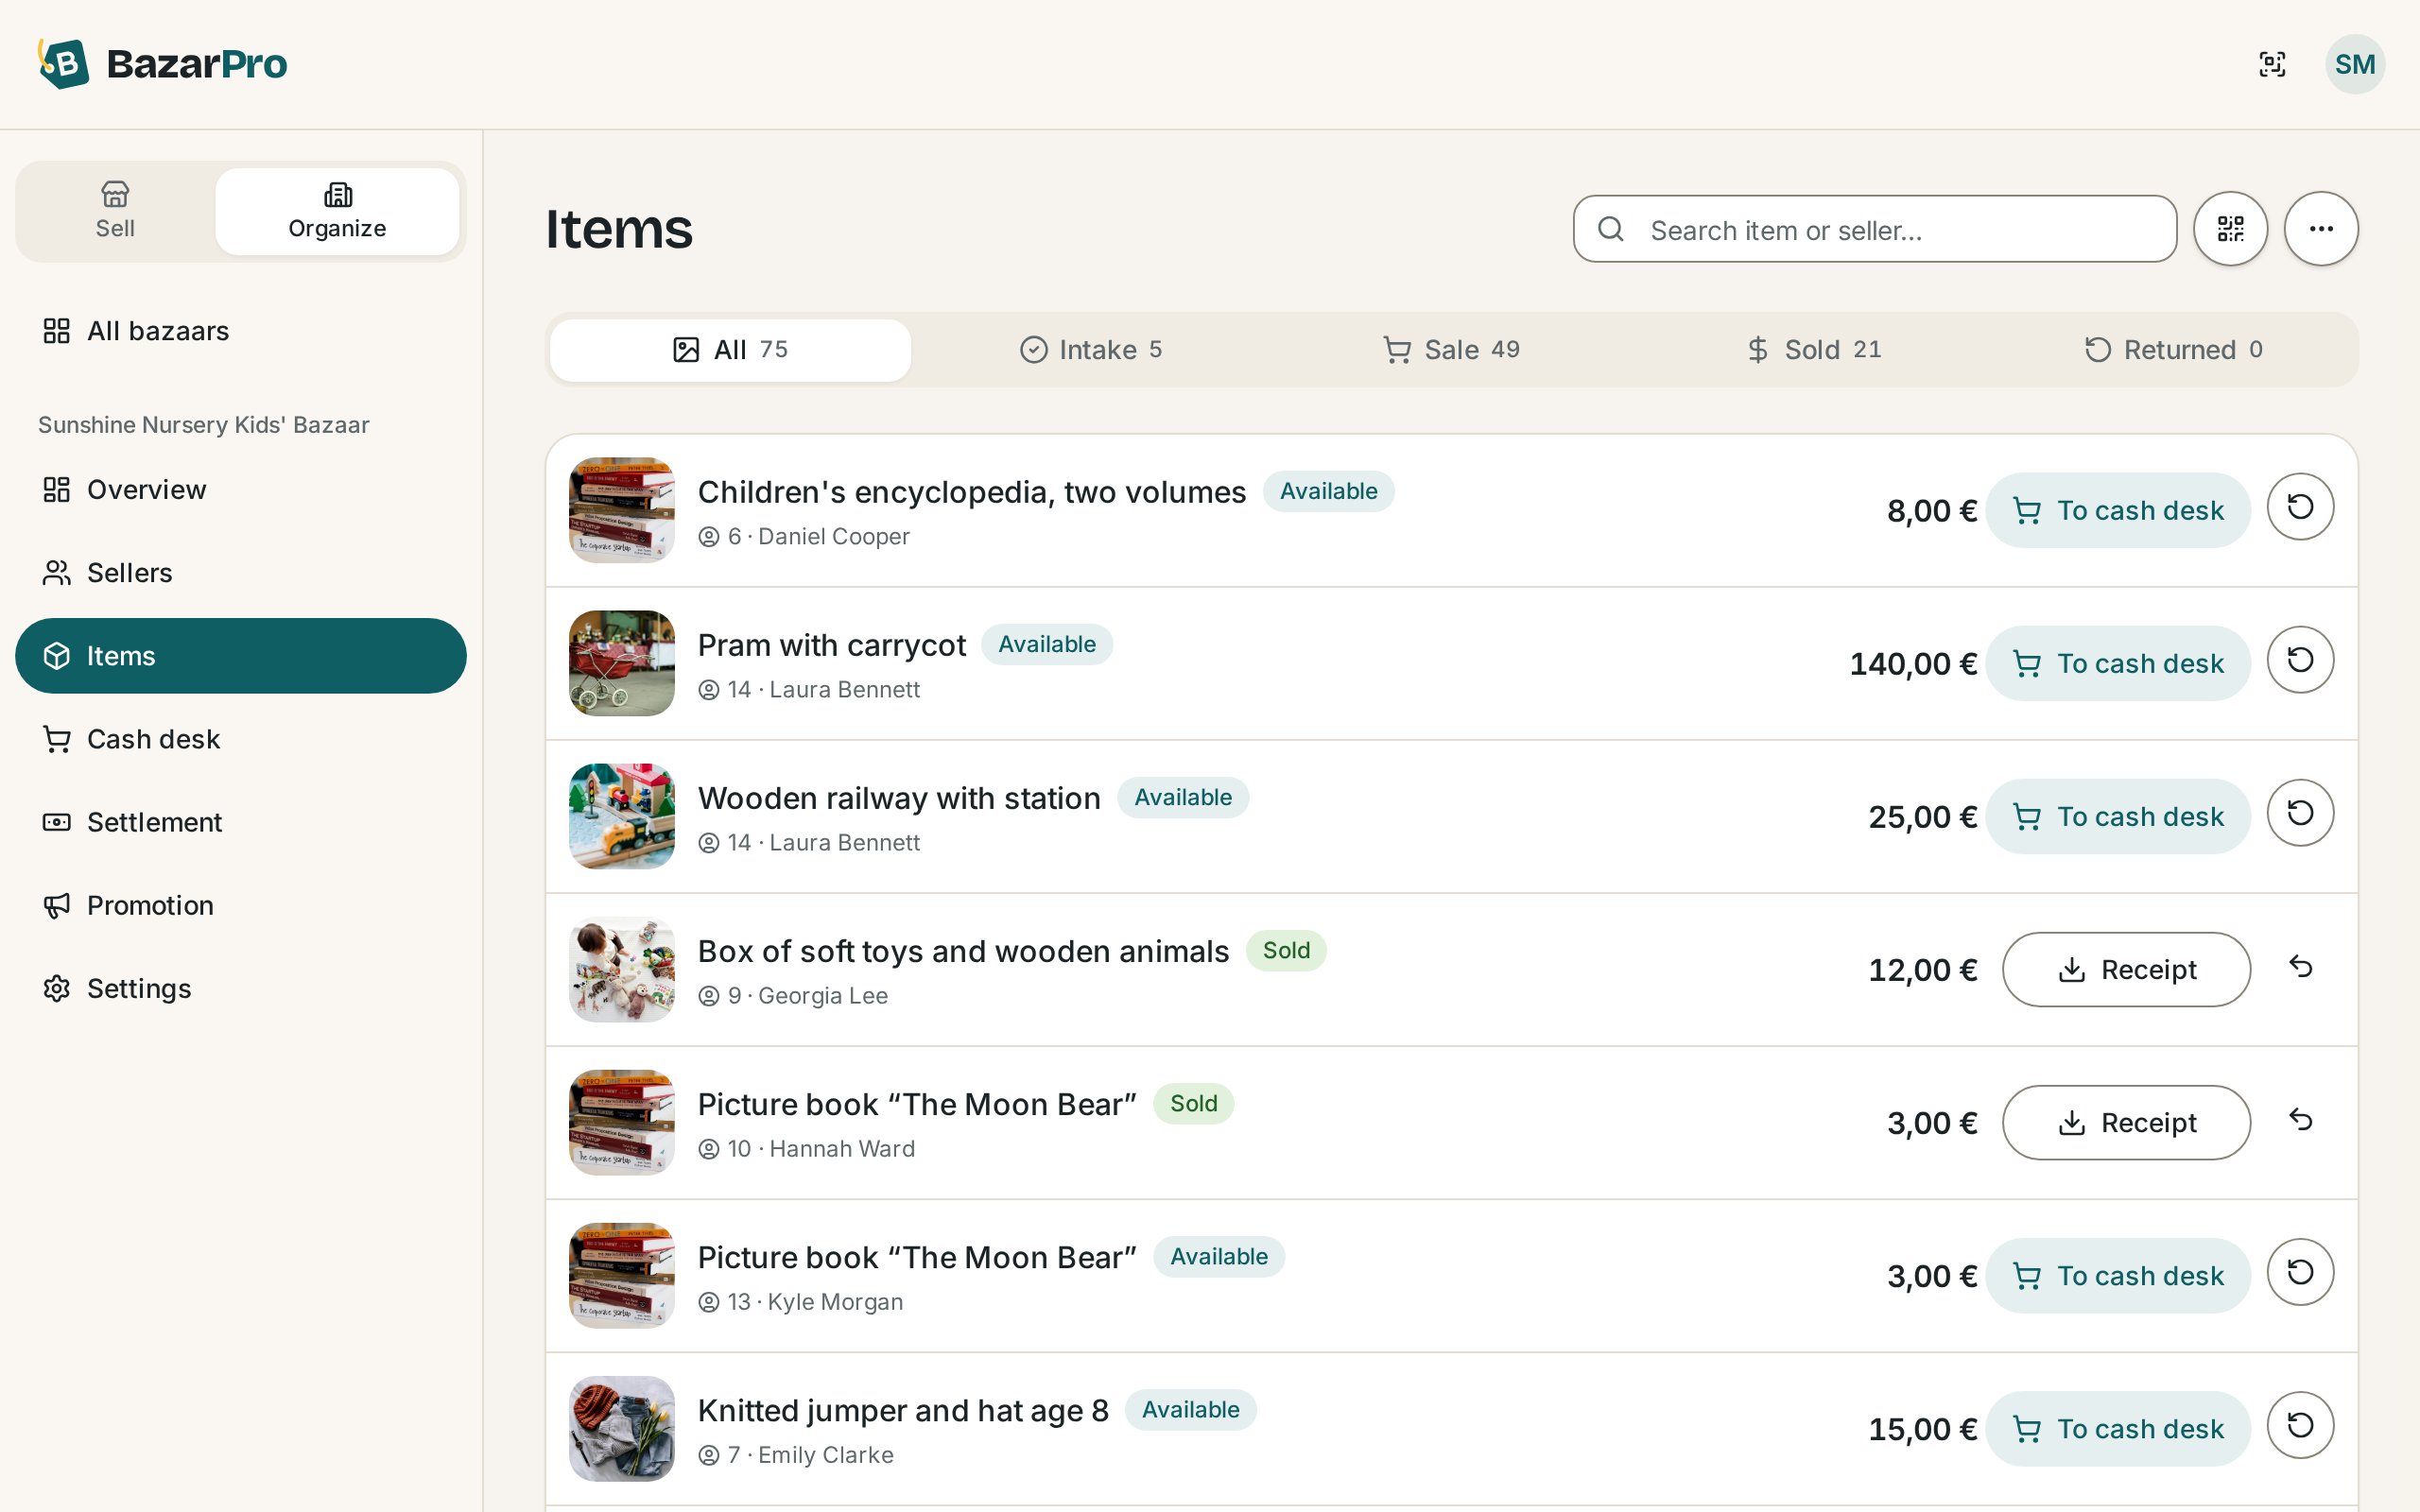 B BazarPro
SM
Sell
Organize
All bazaars
Sunshine Nursery Kids' Bazaar
Overview
Sellers
Items
Cash desk
Settlement
Promotion
Settings
Items
Search item or seller...
All 75
Intake 5
Sale 49
Sold 21
Returned 0
Children's encyclopedia, two volumes Available
6 · Daniel Cooper
8,00 € To cash desk
Pram with carrycot Available
14 · Laura Bennett
140,00 € To cash desk
Wooden railway with station Available
14 · Laura Bennett
25,00 € To cash desk
Box of soft toys and wooden animals Sold
9 · Georgia Lee
12,00 € Receipt
Picture book “The Moon Bear” Sold
10 · Hannah Ward
3,00 € Receipt
Picture book “The Moon Bear” Available
13 · Kyle Morgan
3,00 € To cash desk
Knitted jumper and hat age 8 Available
7 · Emily Clarke
15,00 € To cash desk